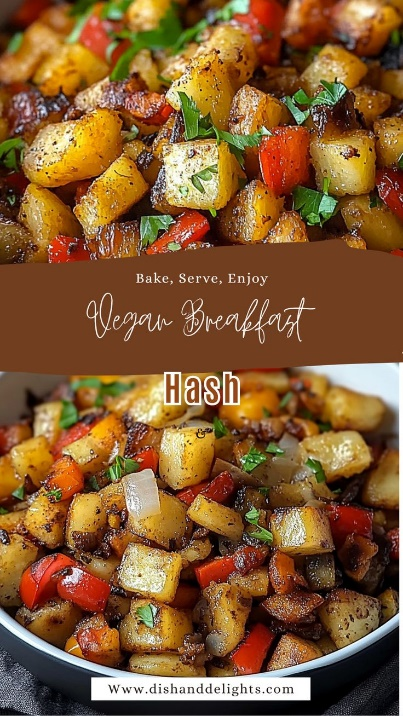 Bake, Serve, Enjoy
Vegan Breakfast
Hash
Www.dishanddelights.com